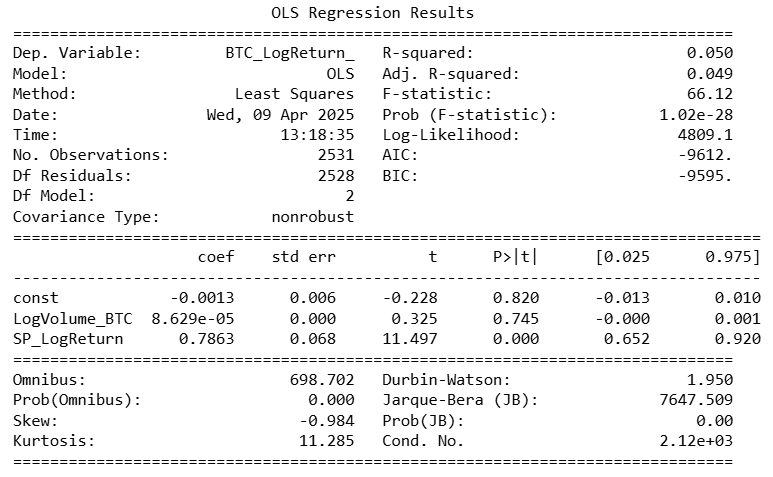 OLS Regression Results
==============================================================================
Dep. Variable:          BTC_LogReturn_   R-squared:                       0.050
Model:                            OLS   Adj. R-squared:                  0.049
Method:                 Least Squares   F-statistic:                     66.12
Date:                Wed, 09 Apr 2025   Prob (F-statistic):           1.02e-28
Time:                        13:18:35   Log-Likelihood:                 4809.1
No. Observations:                2531   AIC:                            -9612.
Df Residuals:                    2528   BIC:                            -9595.
Df Model:                           2
Covariance Type:            nonrobust
=================================================================================
                   coef    std err          t      P>|t|      [0.025      0.975]
---------------------------------------------------------------------------------
const           -0.0013      0.006     -0.228      0.820      -0.013       0.010
LogVolume_BTC  8.629e-05      0.000      0.325      0.745      -0.000       0.001
SP_LogReturn     0.7863      0.068     11.497      0.000       0.652       0.920
==============================================================================
Omnibus:                      698.702   Durbin-Watson:                   1.950
Prob(Omnibus):                  0.000   Jarque-Bera (JB):             7647.509
Skew:                          -0.984   Prob(JB):                         0.00
Kurtosis:                      11.285   Cond. No.                     2.12e+03
==============================================================================